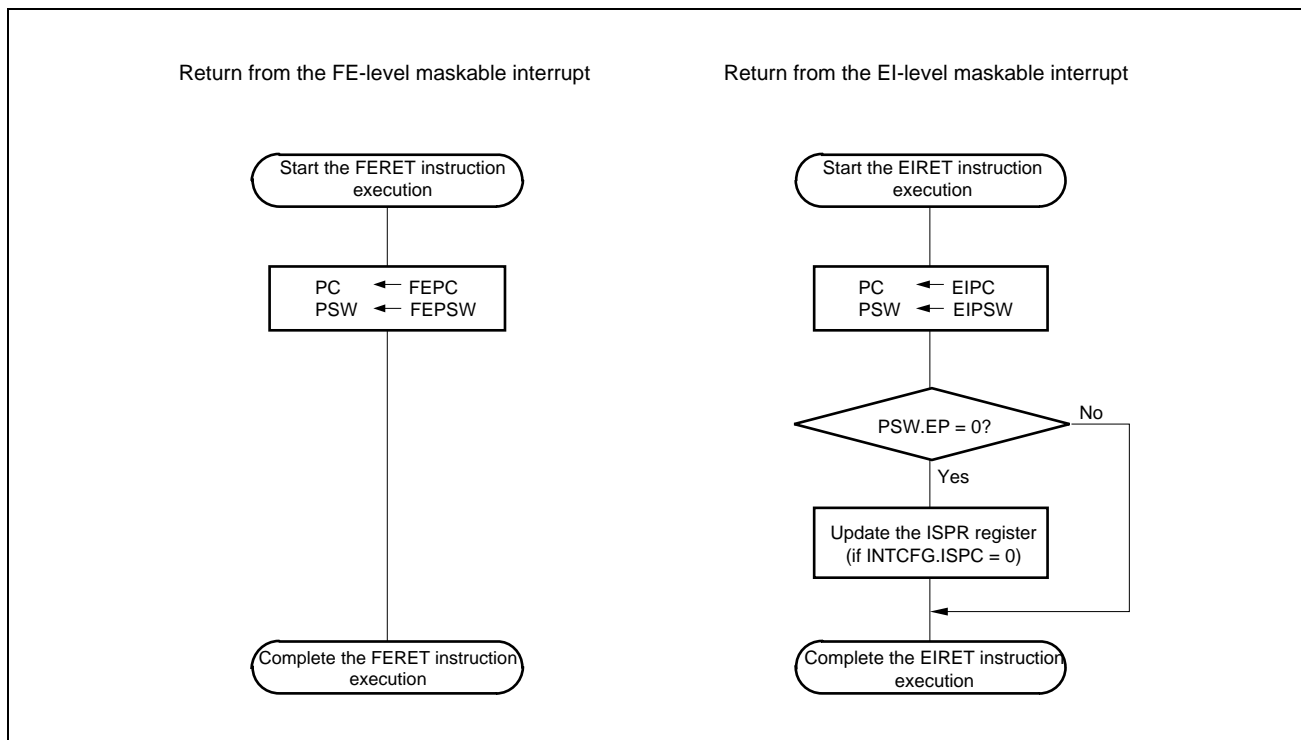 Return from the FE-level maskable interrupt
Start the FERET instruction
execution
PC ← FEPC
PSW ← FEPSW
Complete the FERET instruction
execution
Return from the EI-level maskable interrupt
Start the EIRET instruction
execution
PC ← EIPC
PSW ← EIPSW
PSW.EP = 0?
No
Yes
Update the ISPR register
(if INTCFG.ISPC = 0)
Complete the EIRET instruction
execution